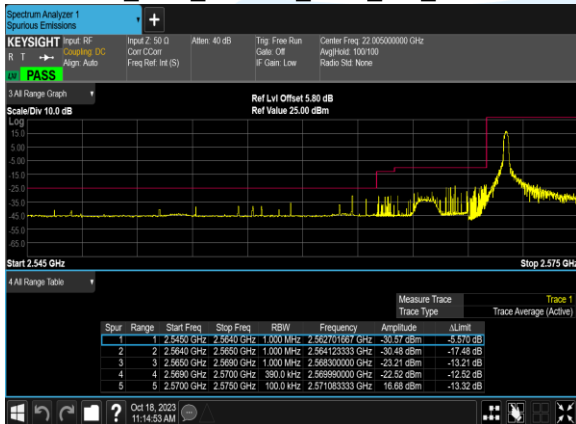 Spectrum Analyzer 1
Spurious Emissions
KEYSIGHT Input: RF Input Z: 50 Ω Atten: 40 dB Trig: Free Run Center Freq: 22.005000000 GHz
R T Coupling: DC Corr CCorr Gate: Off Avg|Hold: 100/100
Align: Auto Freq Ref: Int (S) IF Gain: Low Radio Std: None
PASS
3 All Range Graph
Ref Lvl Offset 5.80 dB
Scale/Div 10.0 dB Ref Value 25.00 dBm
Log
15.0
5.00
-5.00
-15.0
-25.0
-35.0
-45.0
-55.0
-65.0
Start 2.545 GHz Stop 2.575 GHz
4 All Range Table
Measure Trace Trace 1
Trace Type Trace Average (Active)
Spur Range Start Freq Stop Freq RBW Frequency Amplitude ΔLimit
1 1 2.5450 GHz 2.5640 GHz 1.000 MHz 2.562701667 GHz -30.57 dBm -5.570 dB
2 2 2.5640 GHz 2.5650 GHz 1.000 MHz 2.564123333 GHz -30.48 dBm -17.48 dB
3 3 2.5650 GHz 2.5690 GHz 1.000 MHz 2.568300000 GHz -23.21 dBm -13.21 dB
4 4 2.5690 GHz 2.5700 GHz 390.0 kHz 2.569990000 GHz -22.52 dBm -12.52 dB
5 5 2.5700 GHz 2.5750 GHz 100.0 kHz 2.571083333 GHz 16.68 dBm -13.32 dB
Oct 18, 2023
11:14:53 AM